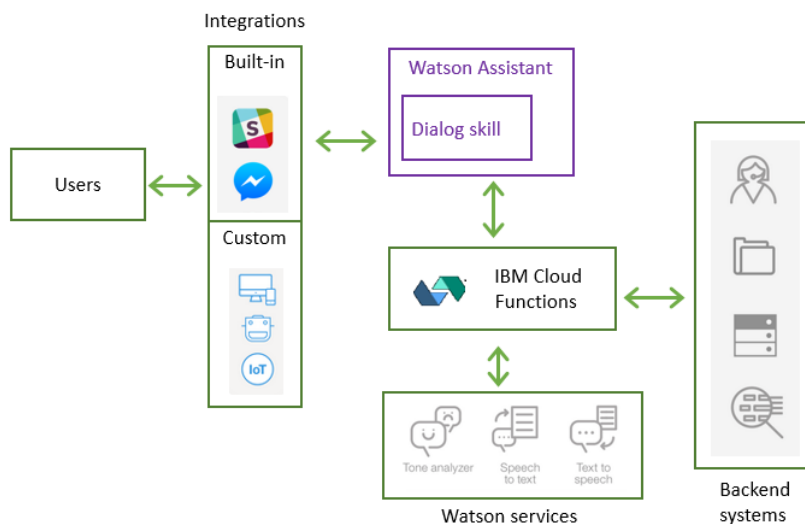 Integrations
Built-in
S
Users
Custom
IoT
Watson Assistant
Dialog skill
IBM Cloud
Functions
Tone analyzer
Speech
to text
Text to
speech
Watson services
Backend
systems